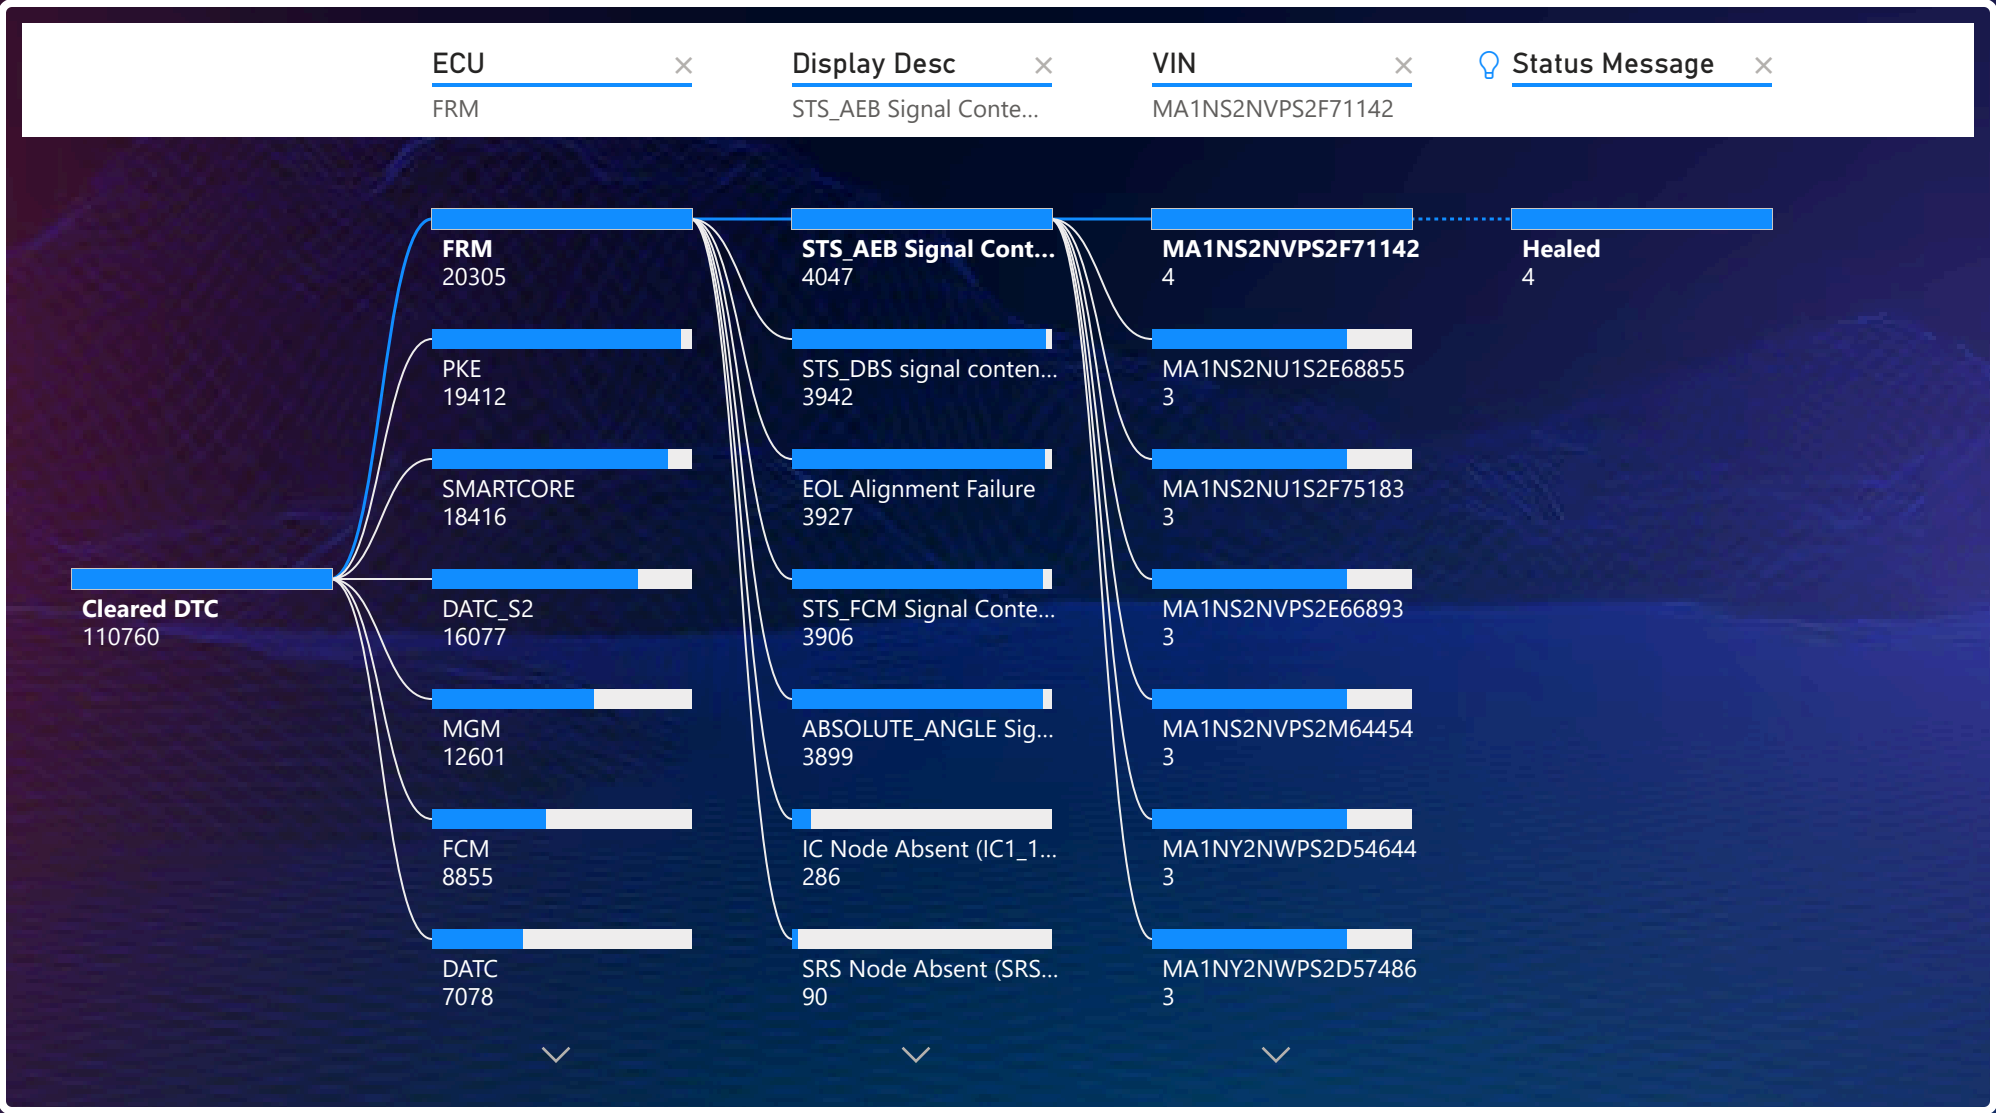 ECU
Display Desc
VIN
Status Message
FRM
STS_AEB Signal Conte...
MA1NS2NVPS2F71142
Cleared DTC
110760
FRM
20305
PKE
19412
SMARTCORE
18416
DATC_S2
16077
MGM
12601
FCM
8855
DATC
7078
STS_AEB Signal Cont...
4047
STS_DBS signal conten...
3942
EOL Alignment Failure
3927
STS_FCM Signal Conte...
3906
ABSOLUTE_ANGLE Sig...
3899
IC Node Absent (IC1_1...
286
SRS Node Absent (SRS...
90
MA1NS2NVPS2F71142
4
MA1NS2NU1S2E68855
3
MA1NS2NU1S2F75183
3
MA1NS2NVPS2E66893
3
MA1NS2NVPS2M64454
3
MA1NY2NWPS2D54644
3
MA1NY2NWPS2D57486
3
Healed
4